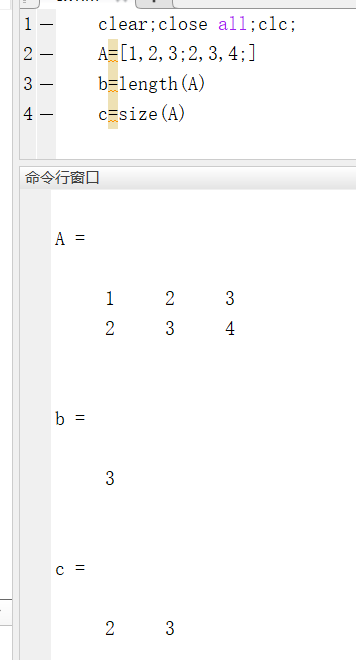 1 — clear;close all;clc;
2 — A=[1,2,3;2,3,4;]
3 — b=length(A)
4 — c=size(A)
命令行窗口
A =
1 2 3
2 3 4
b =
3
c =
2 3